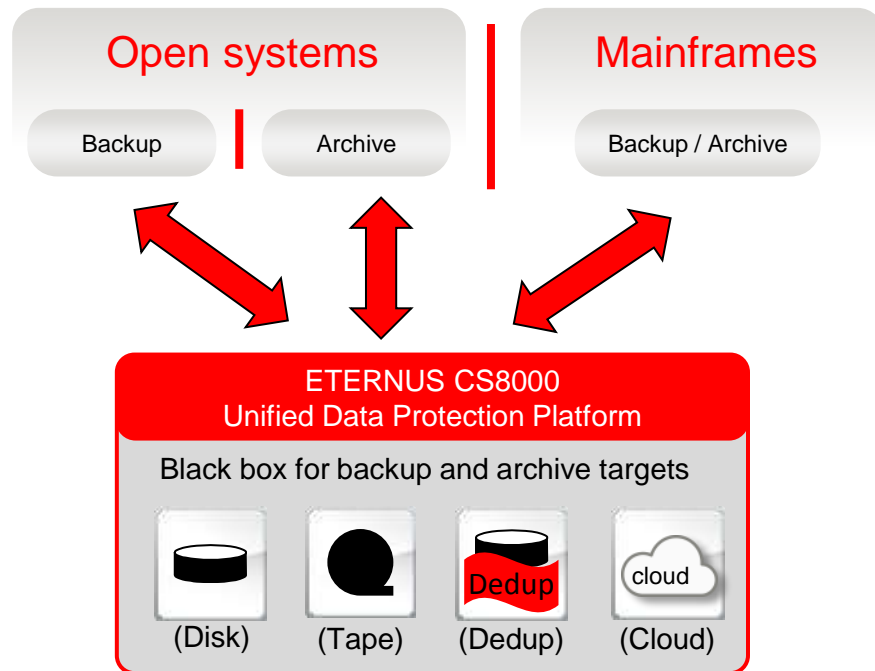 Open systems
Mainframes
Backup
Archive
Backup / Archive
ETERNUS CS8000
Unified Data Protection Platform
Black box for backup and archive targets
Dedup
cloud
(Disk)
(Tape)
(Dedup)
(Cloud)